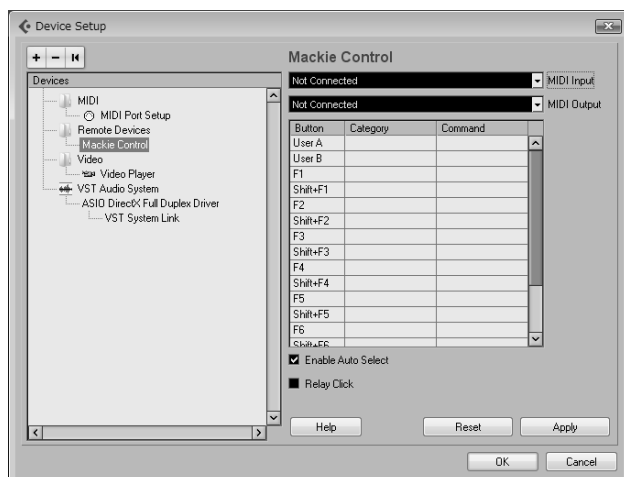 Device Setup
+ −
Mackie Control
Devices
MIDI
MIDI Port Setup
Remote Devices
Mackie Control
Video
Video Player
VST Audio System
ASIO DirectX Full Duplex Driver
VST System Link
Not Connected MIDI Input
Not Connected MIDI Output
Button Category Command
User A
User B
F1
Shift+F1
F2
Shift+F2
F3
Shift+F3
F4
Shift+F4
F5
Shift+F5
F6
Shift+F6
Enable Auto Select
Relay Click
Help Reset Apply
OK Cancel